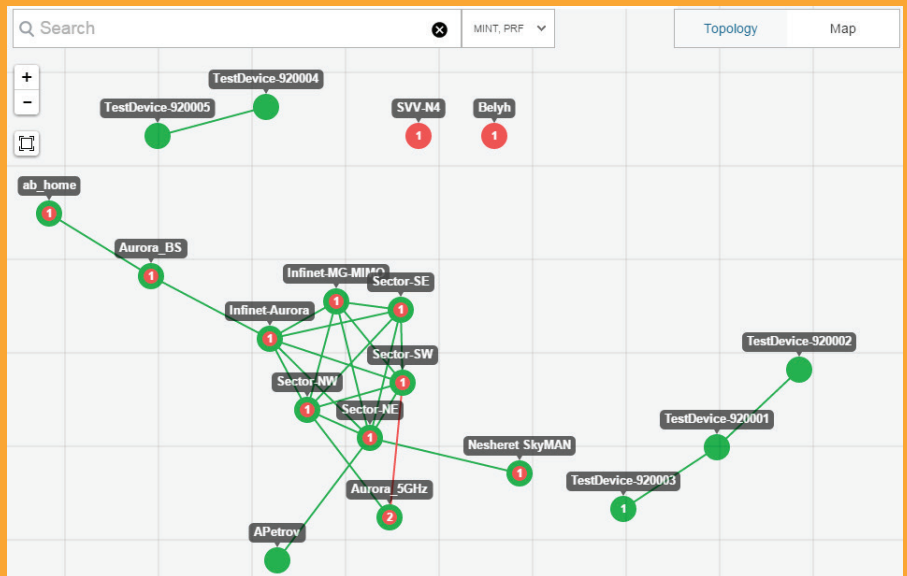 Search
MINT, PRF
Topology
Map
+
−
TestDevice-920004
TestDevice-920005
SVV-N4
Belyh
1
1
ab_home
1
Aurora_BS
1
Infinet-MG-MIMO
Sector-SE
1
1
Infinet-Aurora
1
Sector-SW
1
TestDevice-920002
Sector-NW
1
Sector-NE
1
TestDevice-920001
Nesheret SkyMAN
1
TestDevice-920003
1
Aurora_5GHz
2
APetrov